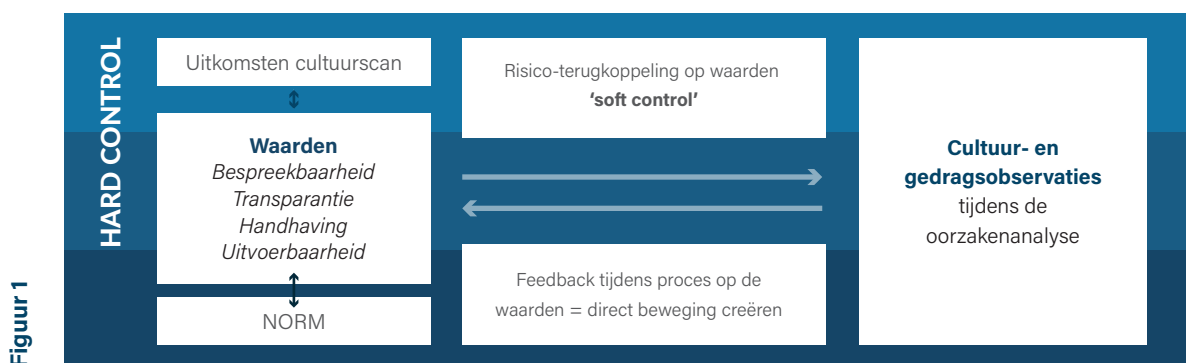 Figuur 1
HARD CONTROL
Uitkomsten cultuurscan
Waarden
Bespreekbaarheid
Transparantie
Handhaving
Uitvoerbaarheid
NORM
Risico-terugkoppeling op waarden
‘soft control’
Feedback tijdens proces op de
waarden = direct beweging creëren
Cultuur- en
gedragsobservaties
tijdens de
oorzakenanalyse